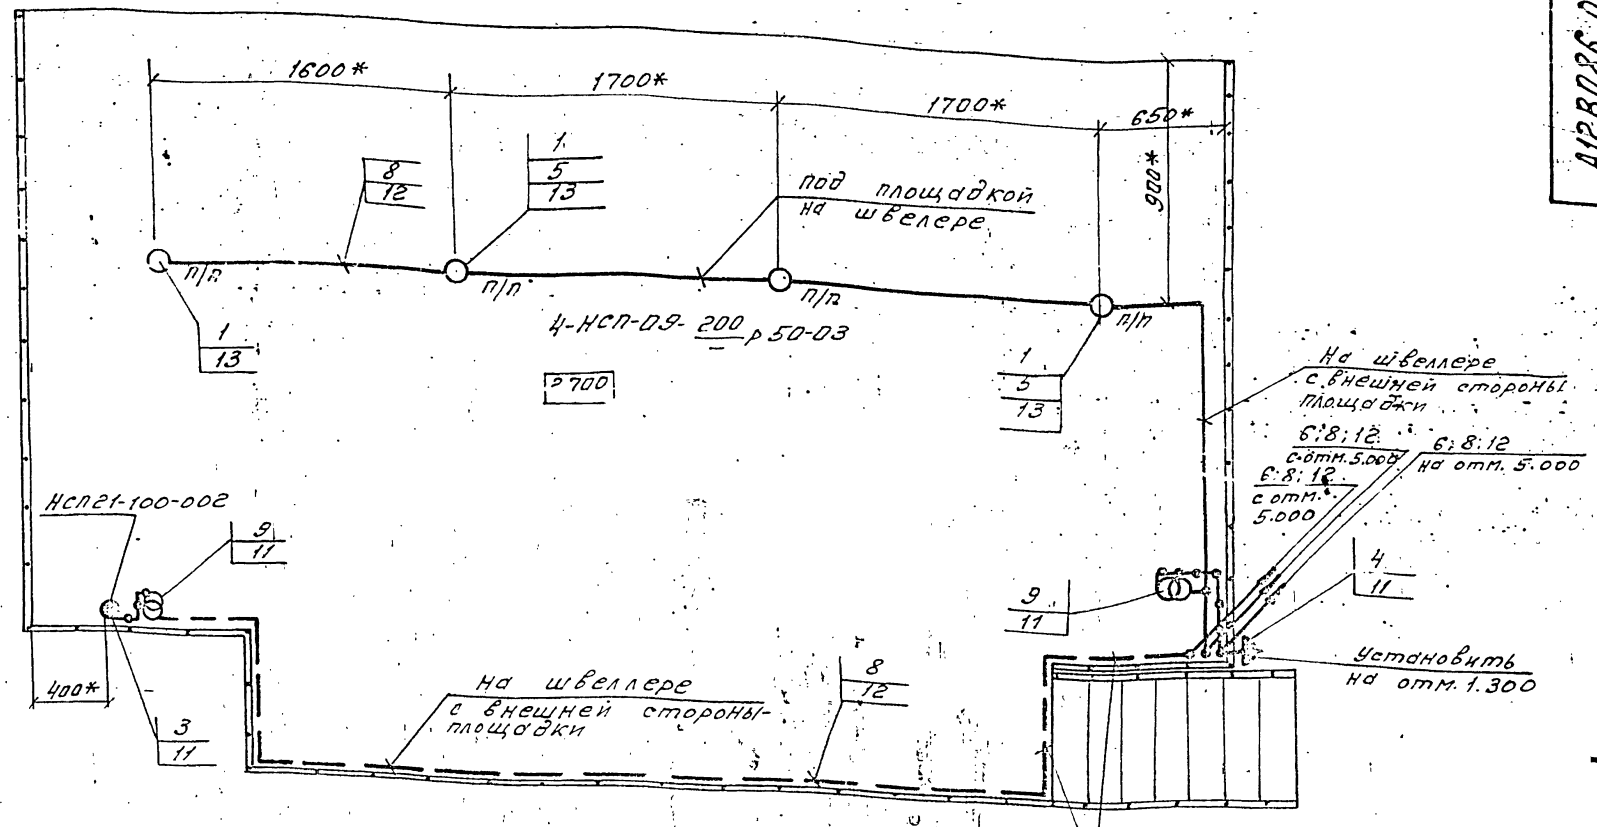 1600*
1700*
1700*
650*
900*
8
12
1
5
13
под площадкой
на швелере
п/п
п/п
п/п
п/п
4-НСП-09- 200 р 50-03
—
1
13
2700
1
5
13
На швеллере
с внешней стороны
площадки
6;8;12
с отм. 5.000
6;8;12
на отм. 5.000
6;8;12
с отм.
5.000
НСП21-100-002
9
11
9
11
4
11
Установить
на отм. 1.300
400*
3
11
на швеллере
с внешней стороны
площадки
8
12